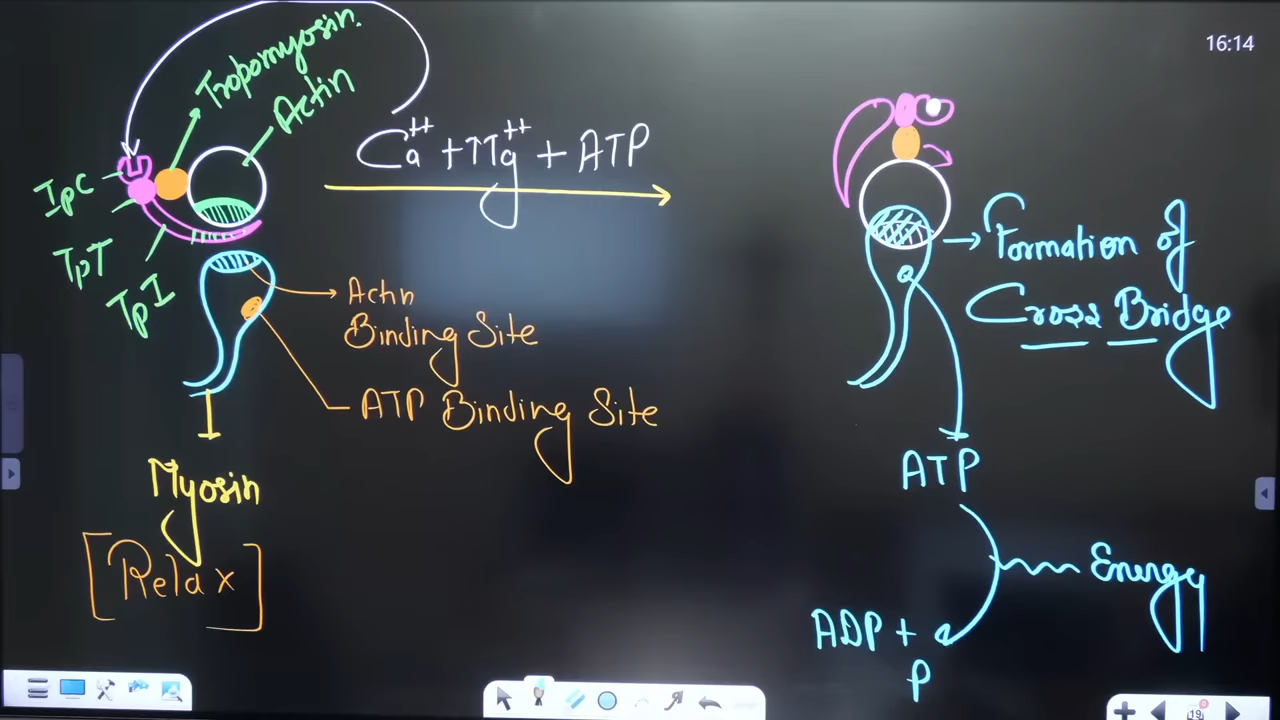 16:14
Tropomyosin.
Actin
Ca++ + Mg++ + ATP
TpC
TpT
TpI
Actin
Binding Site
ATP Binding Site
Myosin
[Relax]
Formation of
Cross Bridge
ATP
Energy
ADP +
P
19